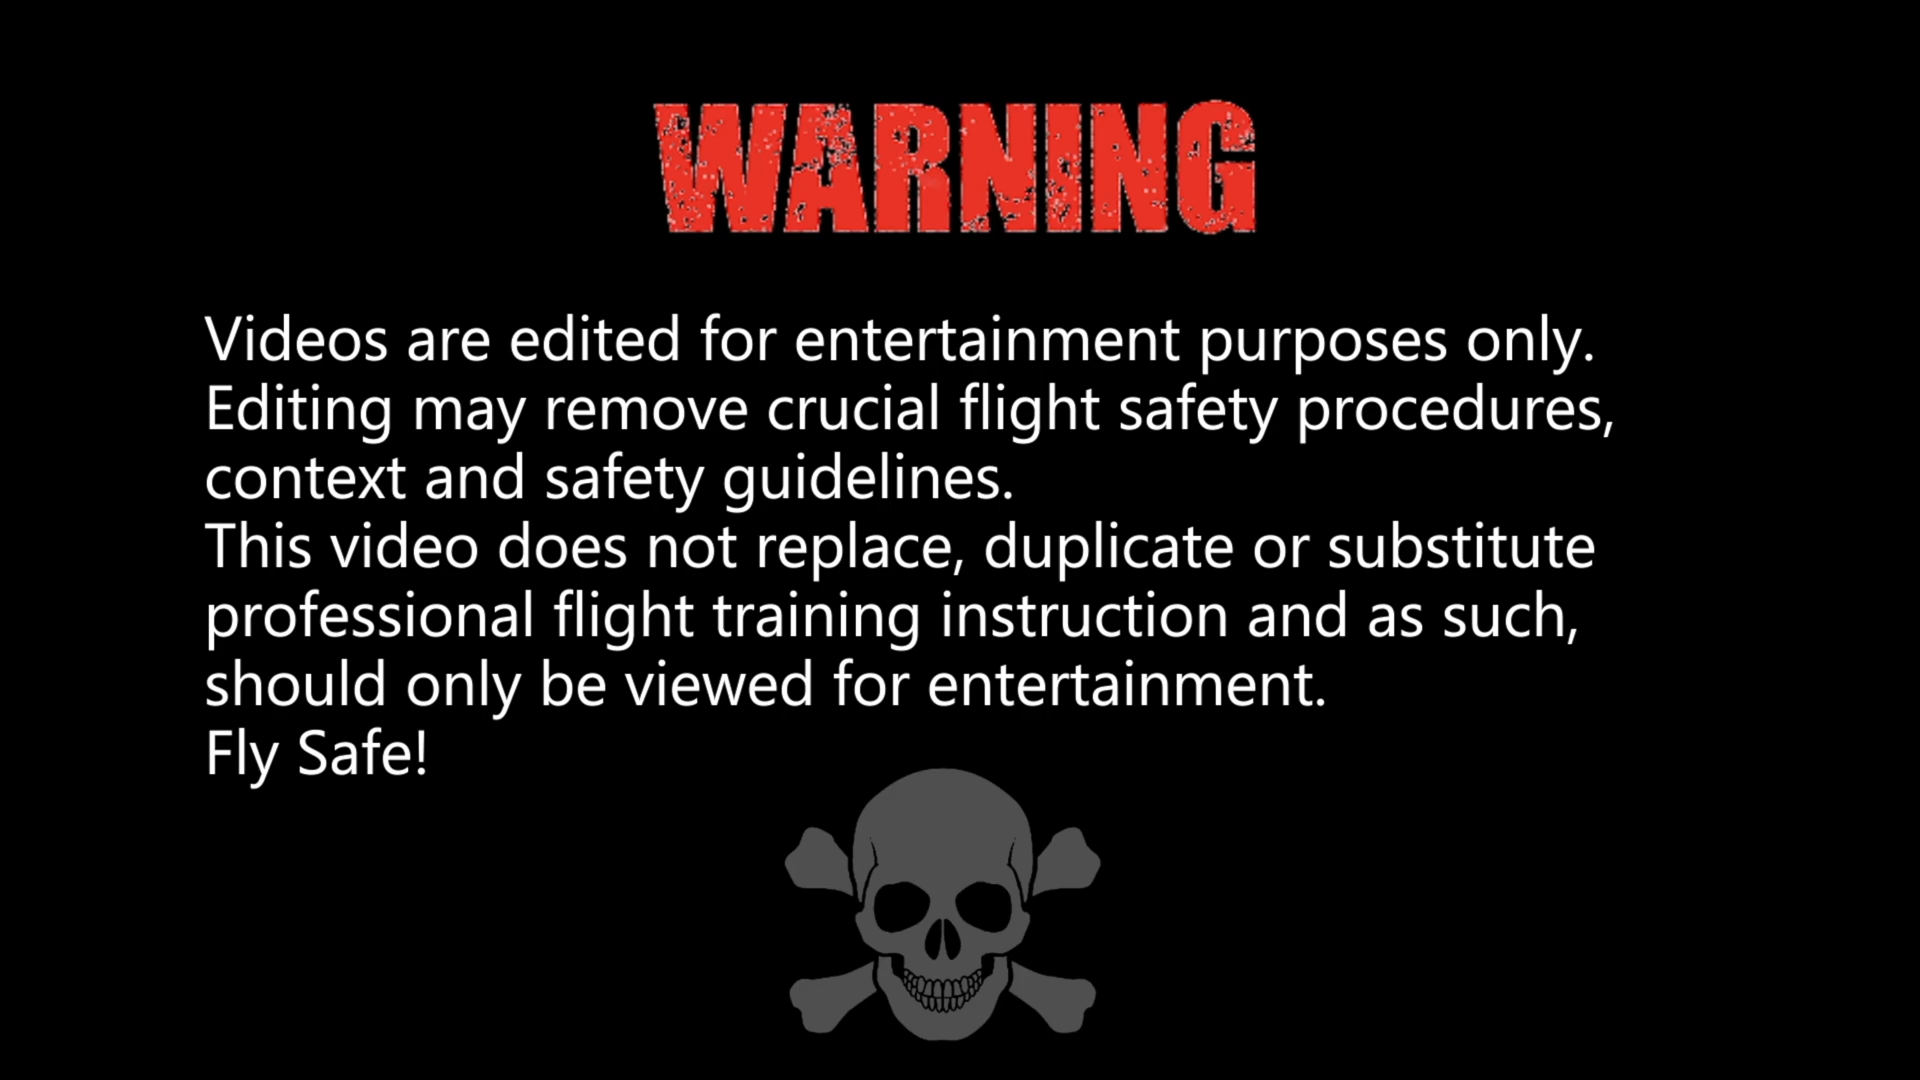 WARNING
Videos are edited for entertainment purposes only.
Editing may remove crucial flight safety procedures,
context and safety guidelines.
This video does not replace, duplicate or substitute
professional flight training instruction and as such,
should only be viewed for entertainment.
Fly Safe!